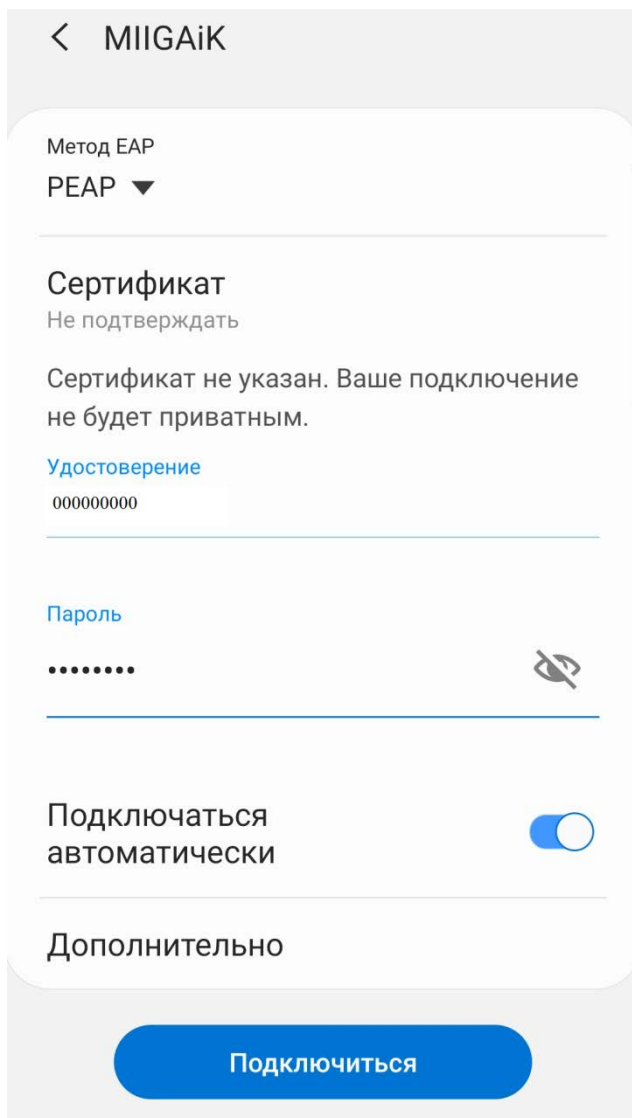 MIIGAiK
Метод EAP
PEAP
Сертификат
Не подтверждать
Сертификат не указан. Ваше подключение
не будет приватным.
Удостоверение
000000000
Пароль
••••••••
Подключаться
автоматически
Дополнительно
Подключиться